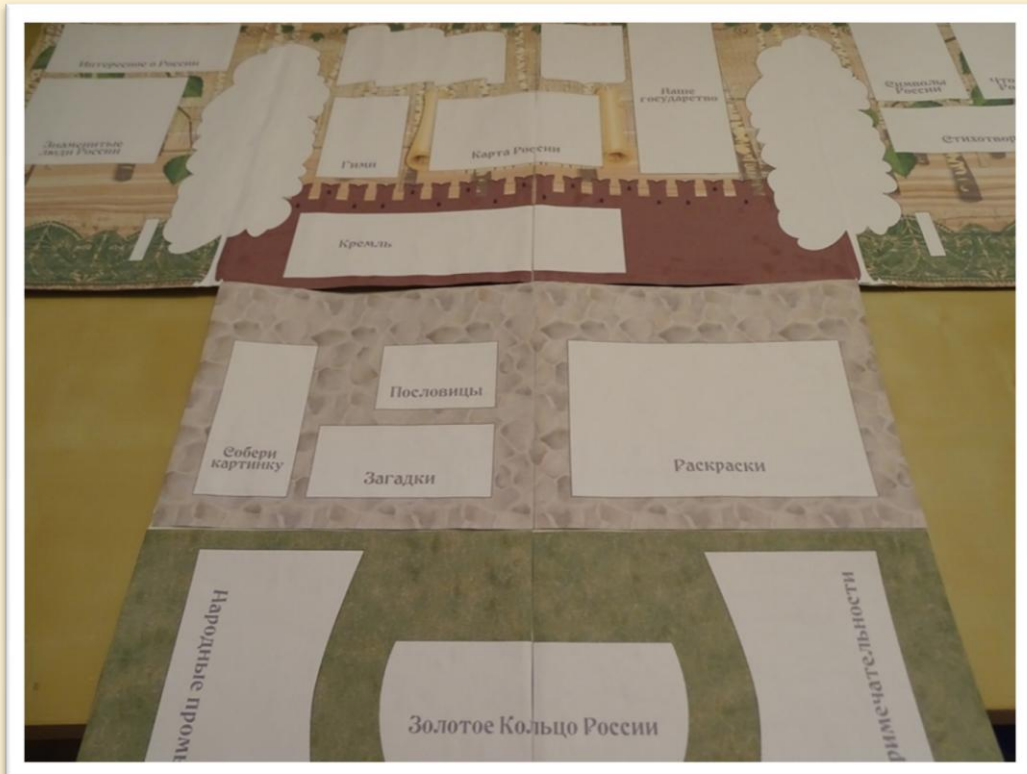 Интересное о России
Знаменитые
люди России
Гимн
Карта России
Наше
государство
Символы
России
Кремль
Собери
картинку
Пословицы
Загадки
Раскраски
Народные
Золотое Кольцо России